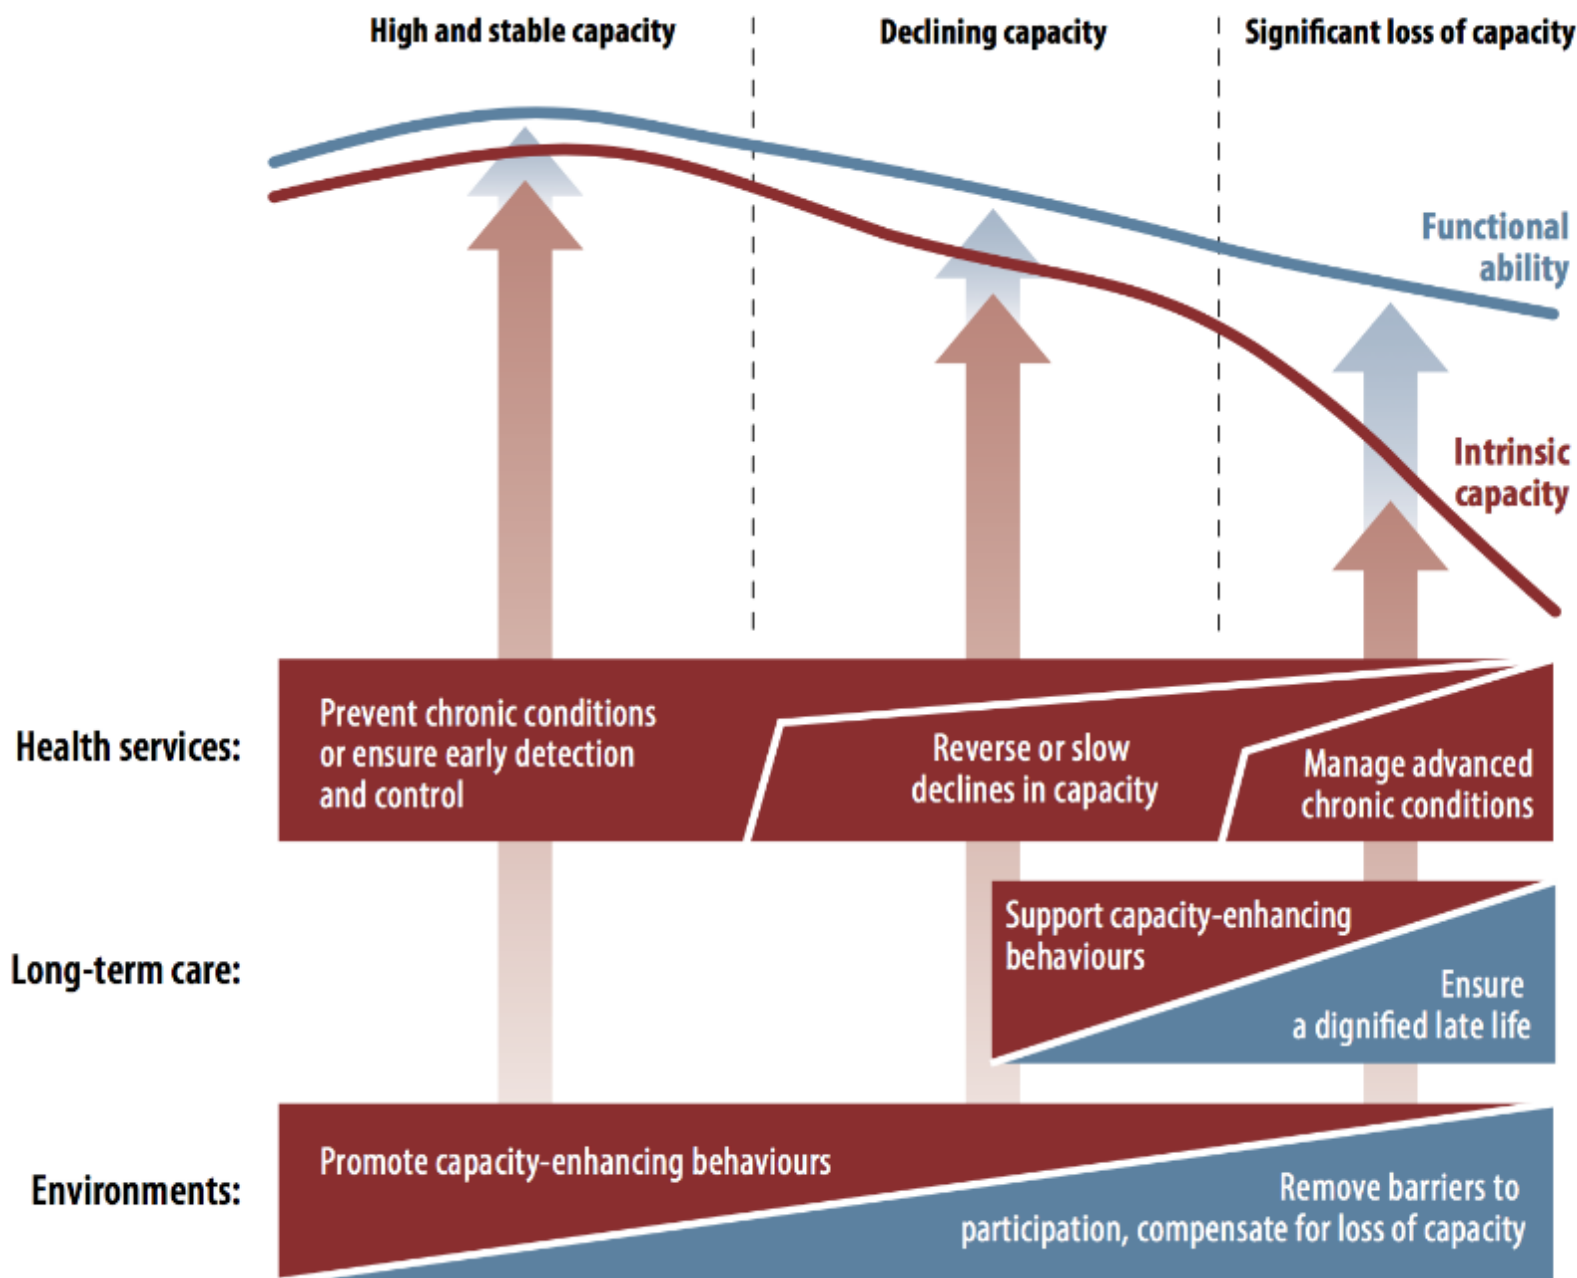 High and stable capacity
Declining capacity
Significant loss of capacity
Functional
ability
Intrinsic
capacity
Health services:
Prevent chronic conditions
or ensure early detection
and control
Reverse or slow
declines in capacity
Manage advanced
chronic conditions
Long-term care:
Support capacity-enhancing
behaviours
Ensure
a dignified late life
Environments:
Promote capacity-enhancing behaviours
Remove barriers to
participation, compensate for loss of capacity